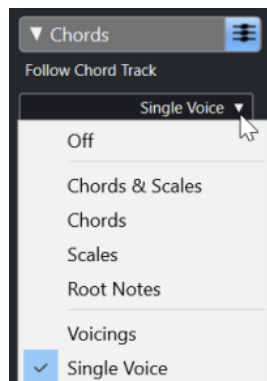 Chords
Follow Chord Track
Single Voice
Off
Chords & Scales
Chords
Scales
Root Notes
Voicings
Single Voice